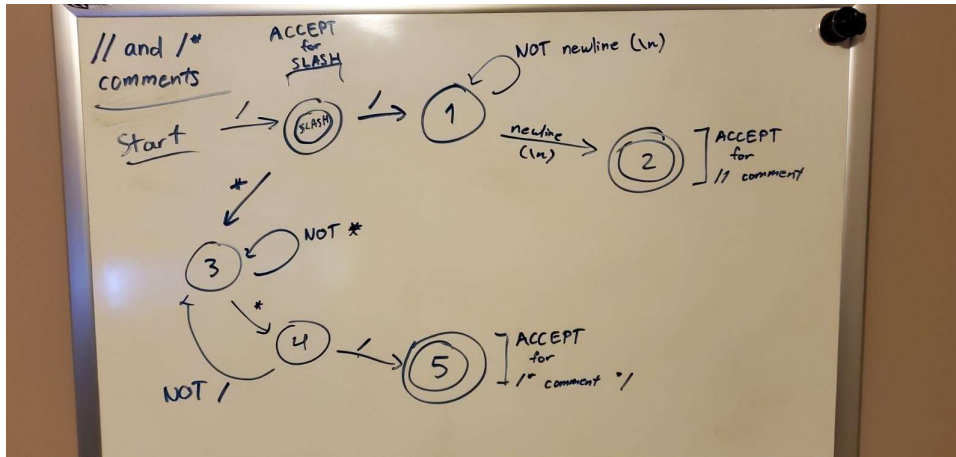 // and /*
comments
ACCEPT
for
SLASH
NOT newline (\n)
Start
/
SLASH
/
1
newline
(\n)
2
ACCEPT
for
// comment
*
3
NOT *
*
4
/
5
ACCEPT
for
/* comment */
NOT /